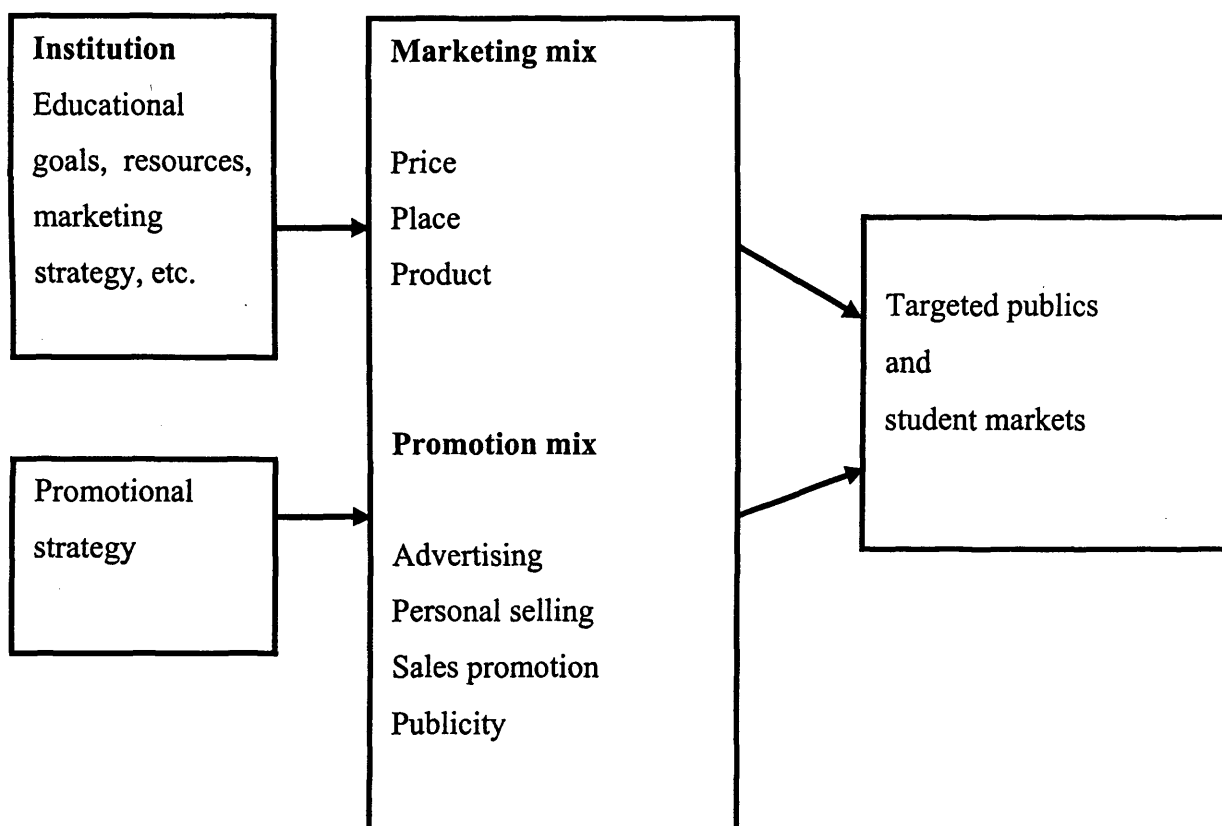 Institution
Educational
goals, resources,
marketing
strategy, etc.
Promotional
strategy
Marketing mix
Price
Place
Product
Promotion mix
Advertising
Personal selling
Sales promotion
Publicity
Targeted publics
and
student markets